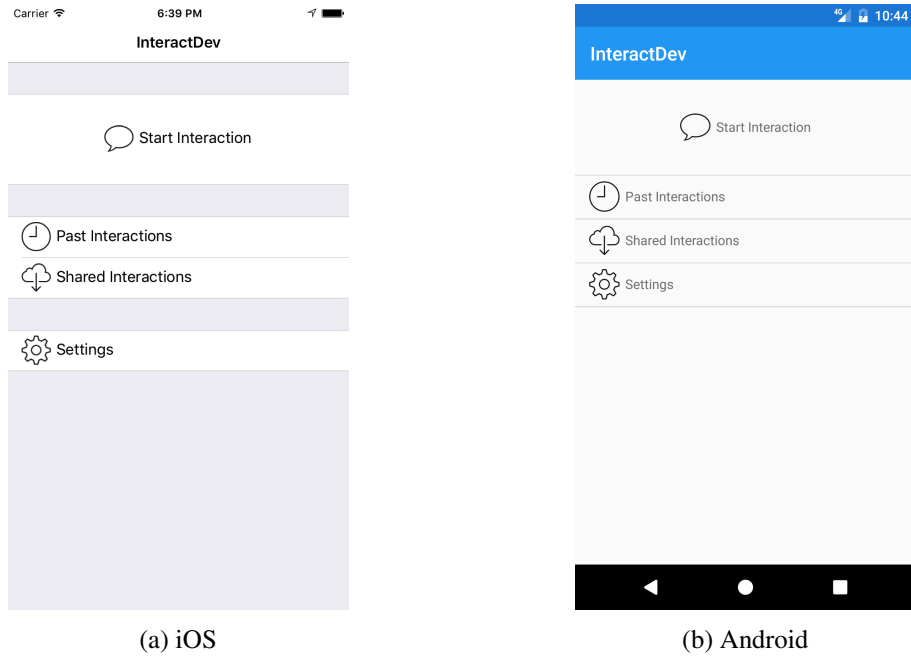 Carrier 6:39 PM
InteractDev
Start Interaction
Past Interactions
Shared Interactions
Settings
(a) iOS
4G 10:44
InteractDev
Start Interaction
Past Interactions
Shared Interactions
Settings
(b) Android